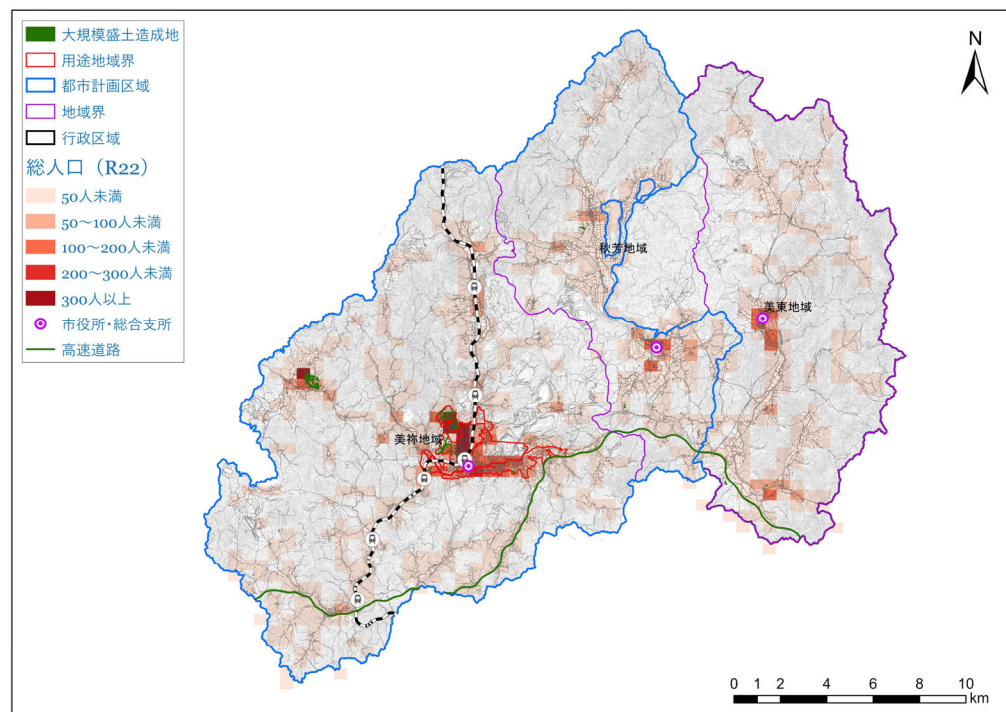 大規模盛土造成地
用途地域界
都市計画区域
地域界
行政区域
総人口（R22）
50人未満
50～100人未満
100～200人未満
200～300人未満
300人以上
市役所・総合支所
高速道路
N
秋芳地域
美東地域
美祢地域
0 1 2 4 6 8 10
km